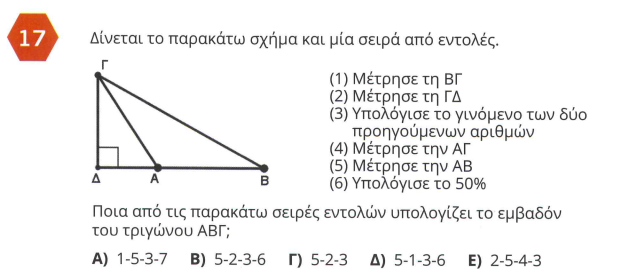 17
Δίνεται το παρακάτω σχήμα και μία σειρά από εντολές.
Γ
Δ
Α
Β
(1) Μέτρησε τη ΒΓ
(2) Μέτρησε τη ΓΔ
(3) Υπολόγισε το γινόμενο των δύο
προηγούμενων αριθμών
(4) Μέτρησε την ΑΓ
(5) Μέτρησε την ΑΒ
(6) Υπολόγισε το 50%
Ποια από τις παρακάτω σειρές εντολών υπολογίζει το εμβαδόν
του τριγώνου ΑΒΓ;
Α) 1-5-3-7 Β) 5-2-3-6 Γ) 5-2-3 Δ) 5-1-3-6 Ε) 2-5-4-3